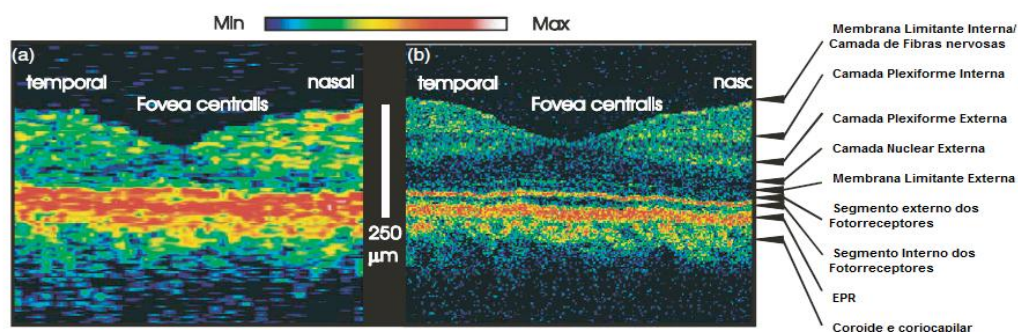 Min Max
(a)
temporal nasal
Fovea centralis
250
µm
(b)
temporal nasc
Fovea centralis
Membrana Limitante Interna/
Camada de Fibras nervosas
Camada Plexiforme Interna
Camada Plexiforme Externa
Camada Nuclear Externa
Membrana Limitante Externa
Segmento externo dos
Fotorreceptores
Segmento Interno dos
Fotorreceptores
EPR
Coroide e coriocapilar